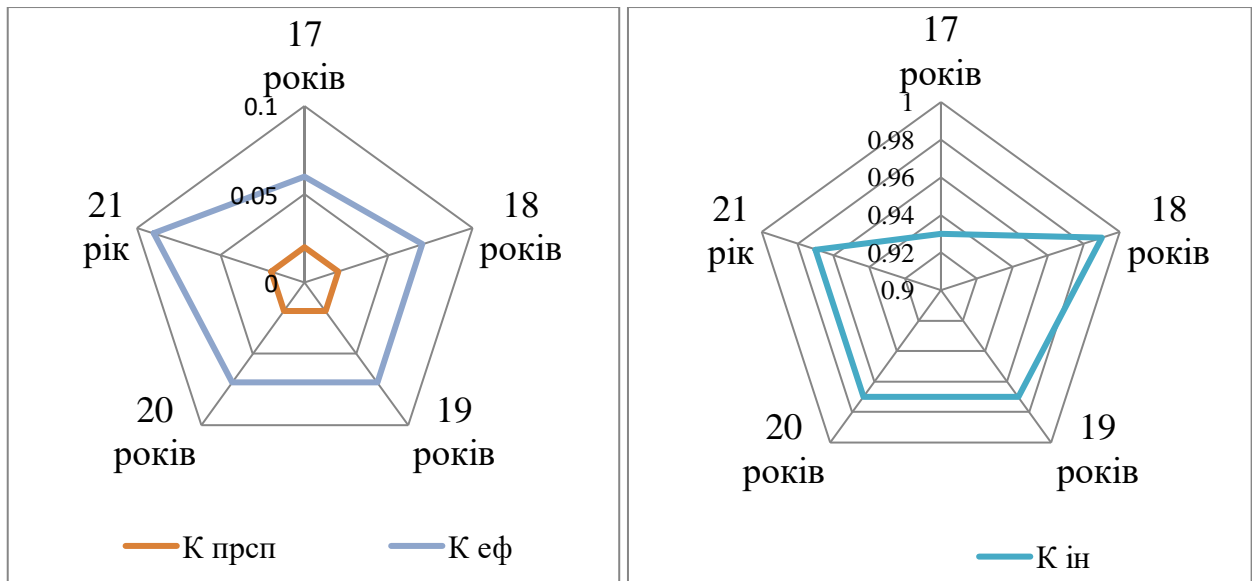 17
років
0.1
0.05
0
18
років
19
років
20
років
21
рік
К прсп
К еф
17
років
1
0.98
0.96
0.94
0.92
0.9
18
років
19
років
20
років
21
рік
К ін